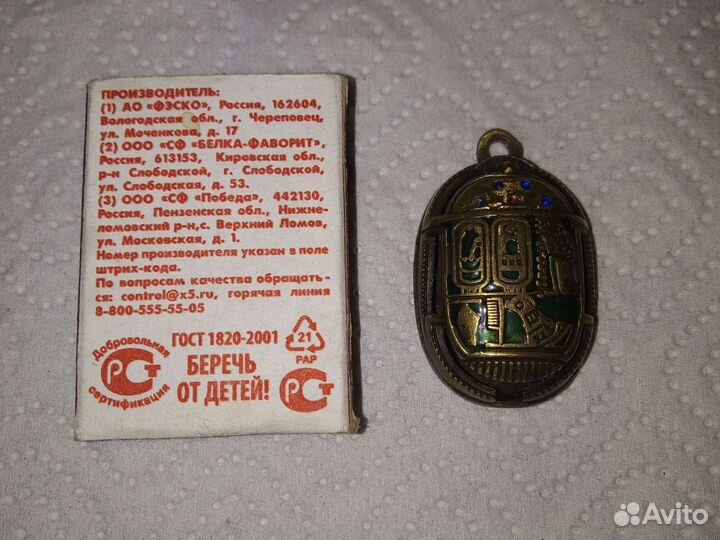 ПРОИЗВОДИТЕЛЬ:
(1) АО «ФЭСКО», Россия, 162604,
Вологодская обл., г. Череповец,
ул. Моченкова, д. 17
(2) ООО «СФ «БЕЛКА-ФАВОРИТ»,
Россия, 613153, Кировская обл.,
р-н Слободской, г. Слободской,
ул. Слободская, д. 53.
(3) ООО «СФ «Победа», 442130,
Россия, Пензенская обл., Нижне-
ломовский р-н,с. Верхний Ломов,
ул. Московская, д. 1.
Номер производителя указан в поле
штрих-кода.
По вопросам качества обращать-
ся: control@x5.ru, горячая линия
8-800-555-55-05
Добровольная
РСТ
сертификация
ГОСТ 1820-2001
БЕРЕЧЬ
ОТ ДЕТЕЙ!
21
PAP
РСТ
Avito